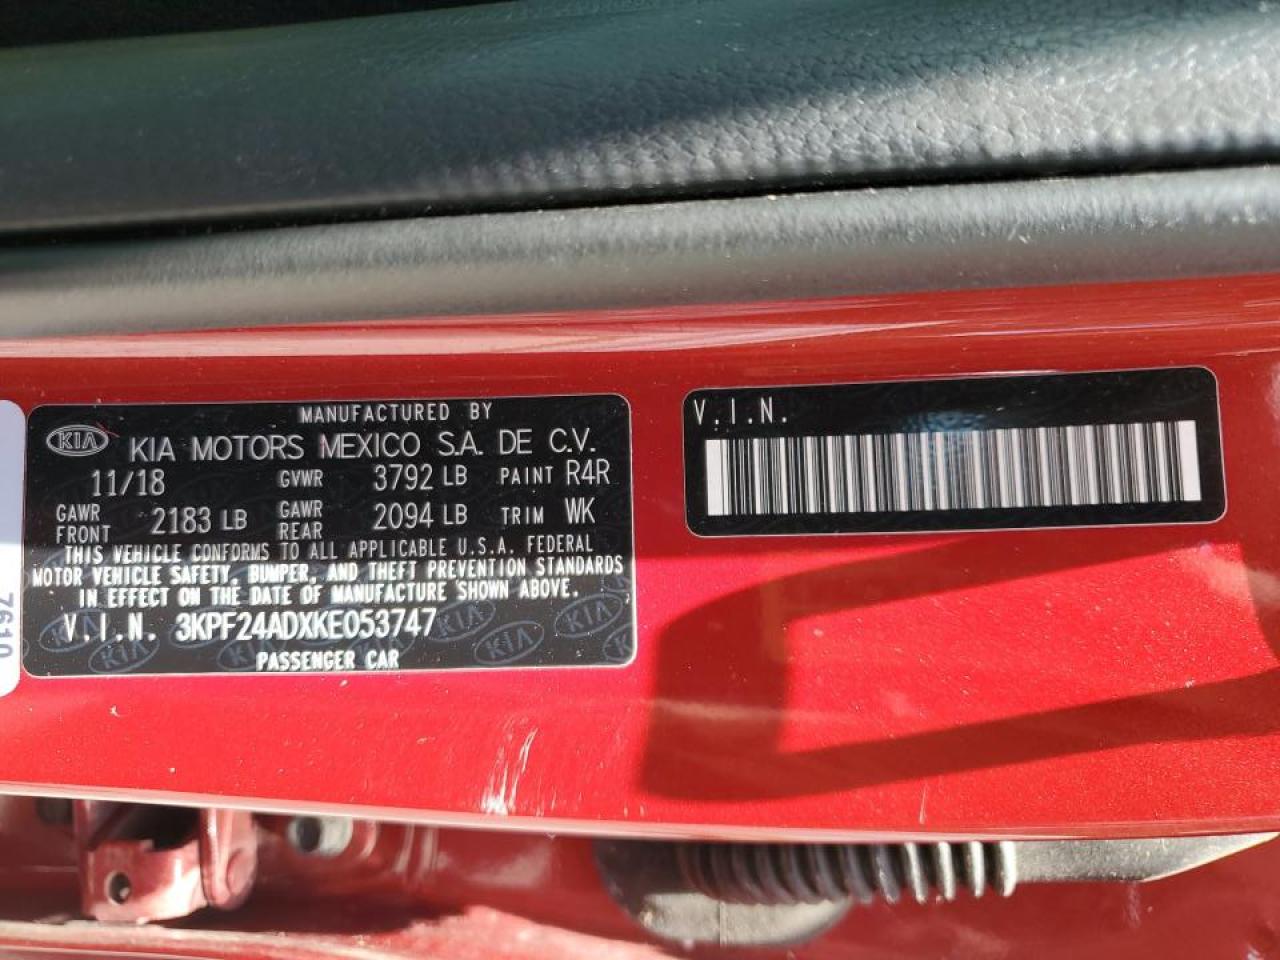 MANUFACTURED BY
KIA KIA MOTORS MEXICO S.A. DE C.V.
11/18 GVWR 3792 LB PAINT R4R
GAWR FRONT 2183 LB GAWR REAR 2094 LB TRIM WK
THIS VEHICLE CONFORMS TO ALL APPLICABLE U.S.A. FEDERAL
MOTOR VEHICLE SAFETY, BUMPER, AND THEFT PREVENTION STANDARDS
IN EFFECT ON THE DATE OF MANUFACTURE SHOWN ABOVE.
V.I.N. 3KPF24ADXKE053747
PASSENGER CAR
V.I.N.